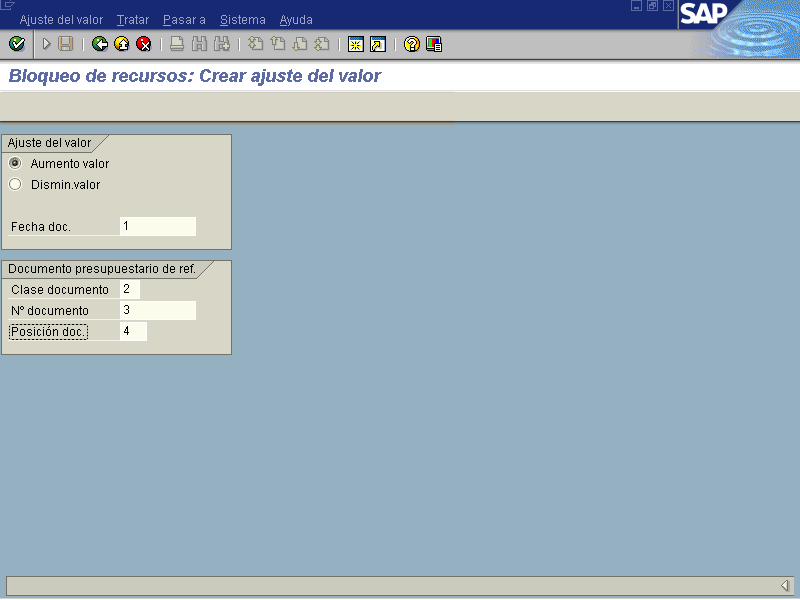 Ajuste del valor Tratar Pasar a Sistema Ayuda
SAP
Bloqueo de recursos: Crear ajuste del valor
Ajuste del valor
Aumento valor
Dismin.valor
Fecha doc. 1
Documento presupuestario de ref.
Clase documento 2
Nº documento 3
Posición doc. 4